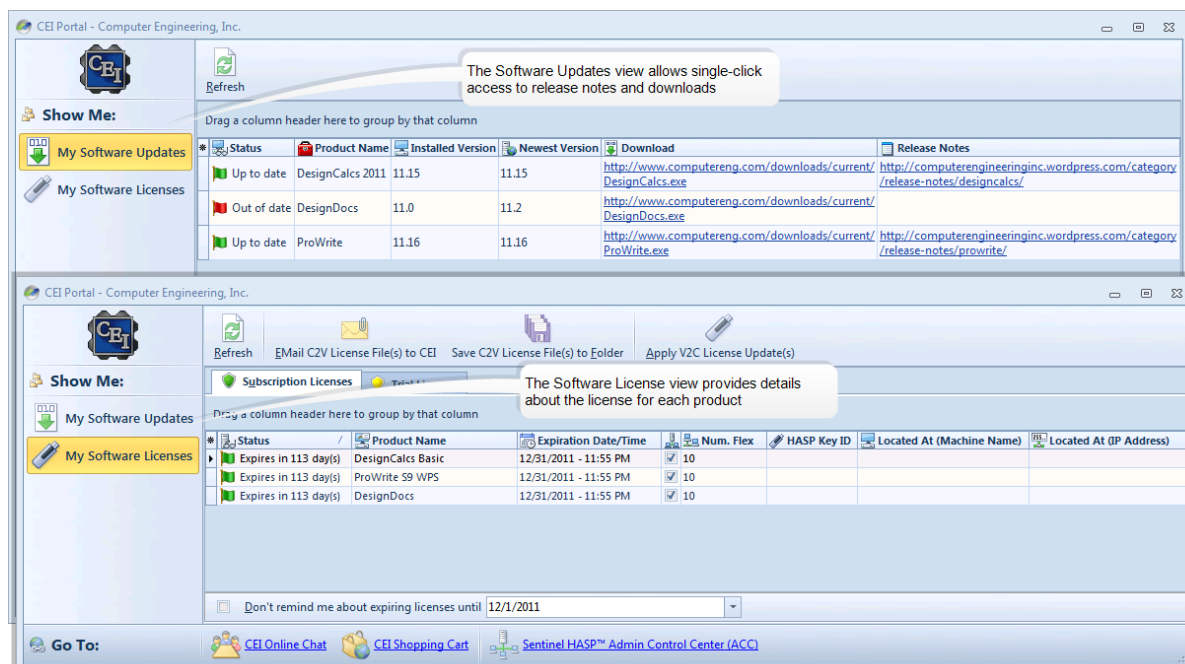 CEI Portal - Computer Engineering, Inc.
CEI
Refresh
The Software Updates view allows single-click
access to release notes and downloads
Show Me:
Drag a column header here to group by that column
My Software Updates
My Software Licenses
* Status Product Name Installed Version Newest Version Download Release Notes
Up to date DesignCalcs 2011 11.15 11.15 http://www.computereng.com/downloads/current/ http://computerengineeringinc.wordpress.com/category
DesignCalcs.exe /release-notes/designcalcs/
Out of date DesignDocs 11.0 11.2 http://www.computereng.com/downloads/current/
DesignDocs.exe
Up to date ProWrite 11.16 11.16 http://www.computereng.com/downloads/current/ http://computerengineeringinc.wordpress.com/category
ProWrite.exe /release-notes/prowrite/
CEI Portal - Computer Engineering, Inc.
CEI
Refresh EMail C2V License File(s) to CEI Save C2V License File(s) to Folder Apply V2C License Update(s)
Show Me:
Subscription Licenses
The Software License view provides details
about the license for each product
My Software Updates
My Software Licenses
Drag a column header here to group by that column
* Status Product Name Expiration Date/Time Num. Flex HASP Key ID Located At (Machine Name) Located At (IP Address)
Expires in 113 day(s) DesignCalcs Basic 12/31/2011 - 11:55 PM 10
Expires in 113 day(s) ProWrite S9 WPS 12/31/2011 - 11:55 PM 10
Expires in 113 day(s) DesignDocs 12/31/2011 - 11:55 PM 10
Don't remind me about expiring licenses until 12/1/2011
Go To: CEI Online Chat CEI Shopping Cart Sentinel HASP™ Admin Control Center (ACC)